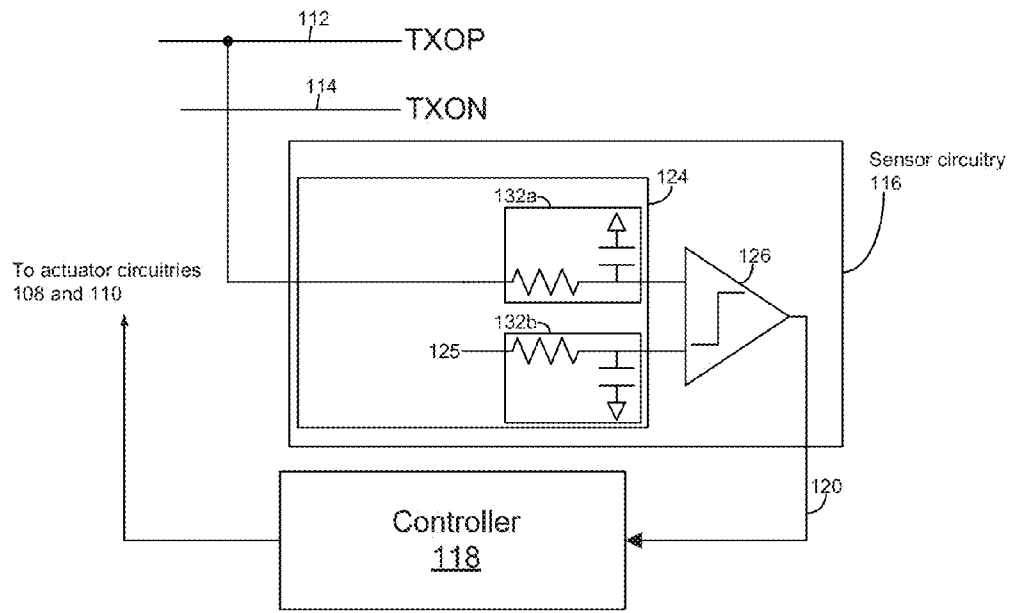 112
TXOP
114
TXON
Sensor circuitry
116
124
132a
126
To actuator circuitries
108 and 110
132b
125
120
Controller
118